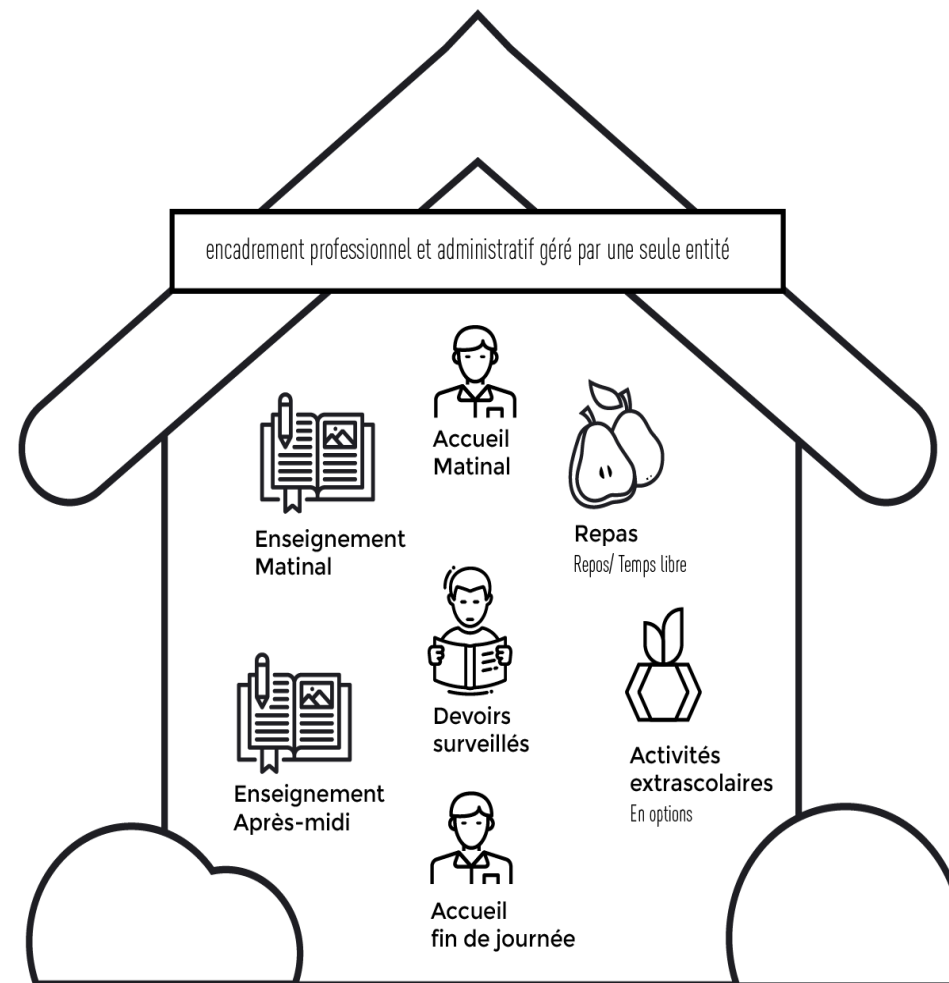 encadrement professionnel et administratif géré par une seule entité
Accueil
Matinal
Enseignement
Matinal
Repas
Repos/ Temps libre
Devoirs
surveillés
Enseignement
Après-midi
Activités
extrascolaires
En options
Accueil
fin de journée